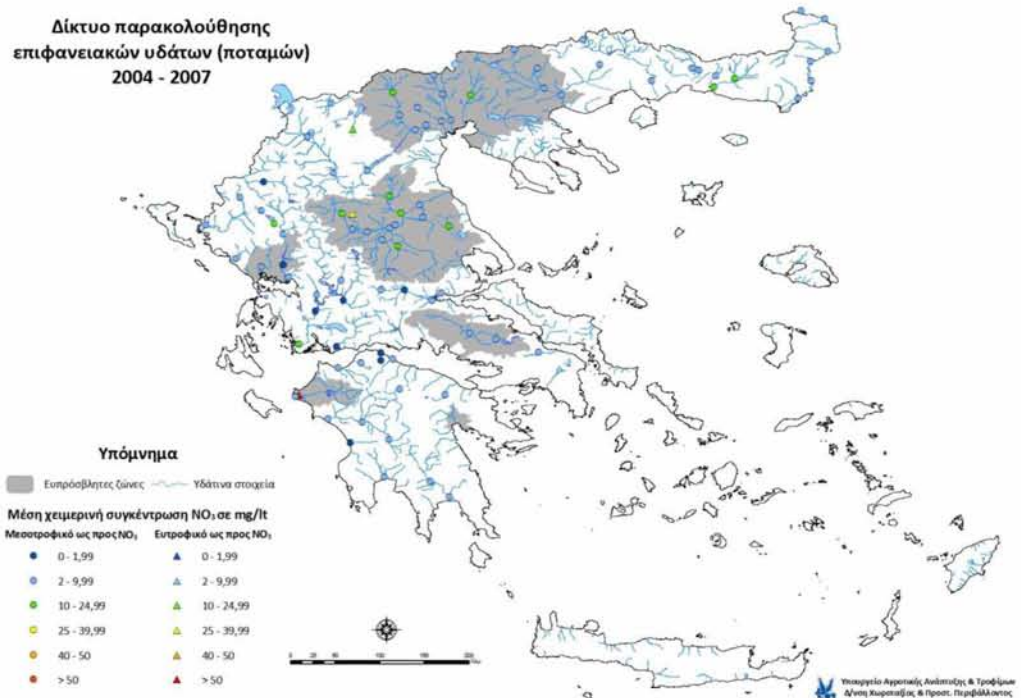 Δίκτυο παρακολούθησης
επιφανειακών υδάτων (ποταμών)
2004 - 2007
Υπόμνημα
Ευπρόσβλητες ζώνες Υδάτινα στοιχεία
Μέση χειμερινή συγκέντρωση NO₃ σε mg/lt
Μεσοτροφικό ως προς NO₃ Ευτροφικό ως προς NO₃
0 - 1,99 0 - 1,99
2 - 9,99 2 - 9,99
10 - 24,99 10 - 24,99
25 - 39,99 25 - 39,99
40 - 50 40 - 50
> 50 > 50
Υπουργείο Αγροτικής Ανάπτυξης & Τροφίμων
Δ/νση Χωροταξίας & Προστ. Περιβάλλοντος